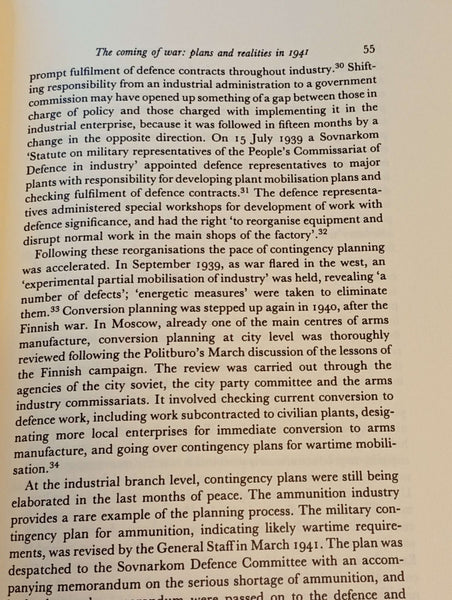 The coming of war: plans and realities in 1941 55
prompt fulfilment of defence contracts throughout industry.30 Shift-
ing responsibility from an industrial administration to a government
commission may have opened up something of a gap between those in
charge of policy and those charged with implementing it in the
industrial enterprise, because it was followed in fifteen months by a
change in the opposite direction. On 15 July 1939 a Sovnarkom
'Statute on military representatives of the People's Commissariat of
Defence in industry' appointed defence representatives to major
plants with responsibility for developing plant mobilisation plans and
checking fulfilment of defence contracts.31 The defence representa-
tives administered special workshops for development of work with
defence significance, and had the right 'to reorganise equipment and
disrupt normal work in the main shops of the factory'.32
Following these reorganisations the pace of contingency planning
was accelerated. In September 1939, as war flared in the west, an
'experimental partial mobilisation of industry' was held, revealing 'a
number of defects'; 'energetic measures' were taken to eliminate
them.33 Conversion planning was stepped up again in 1940, after the
Finnish war. In Moscow, already one of the main centres of arms
manufacture, conversion planning at city level was thoroughly
reviewed following the Politburo's March discussion of the lessons of
the Finnish campaign. The review was carried out through the
agencies of the city soviet, the city party committee and the arms
industry commissariats. It involved checking current conversion to
defence work, including work subcontracted to civilian plants, desig-
nating more local enterprises for immediate conversion to arms
manufacture, and going over contingency plans for wartime mobili-
sation.34
At the industrial branch level, contingency plans were still being
elaborated in the last months of peace. The ammunition industry
provides a rare example of the planning process. The military con-
tingency plan for ammunition, indicating likely wartime require-
ments, was revised by the General Staff in March 1941. The plan was
despatched to the Sovnarkom Defence Committee with an accom-
panying memorandum on the serious shortage of ammunition, and
were passed on to the defence and